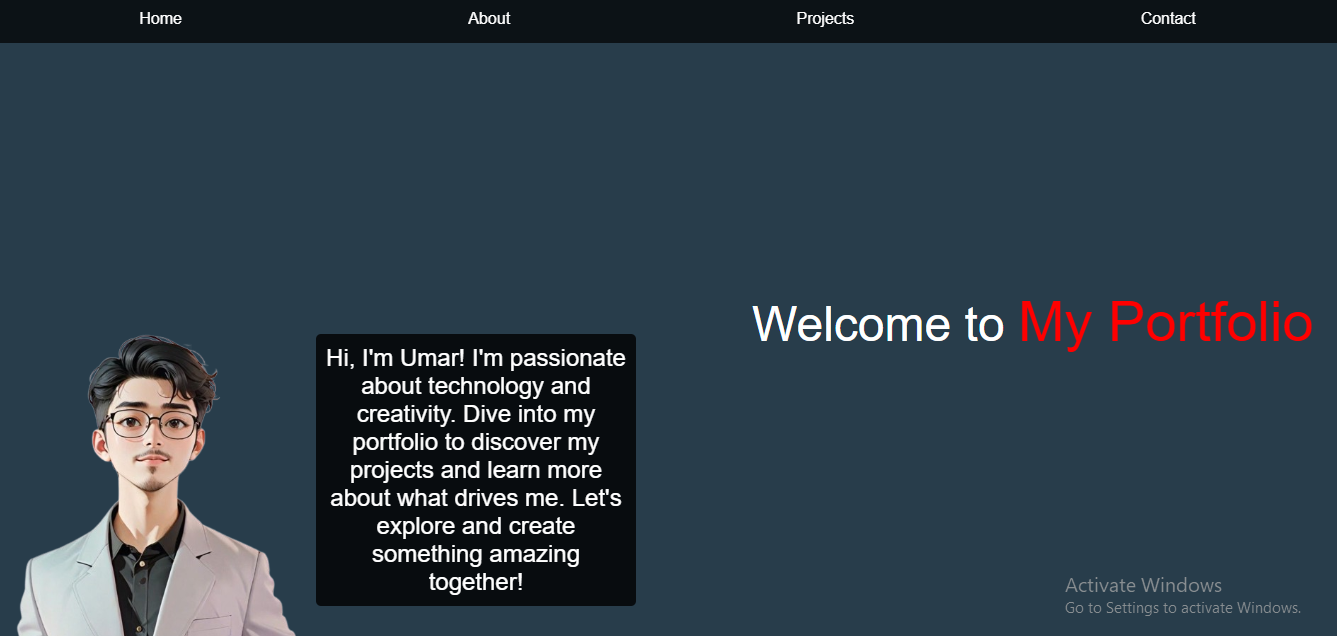 Home
About
Projects
Contact
Welcome to My Portfolio
Hi, I'm Umar! I'm passionate
about technology and
creativity. Dive into my
portfolio to discover my
projects and learn more
about what drives me. Let's
explore and create
something amazing
together!
Activate Windows
Go to Settings to activate Windows.